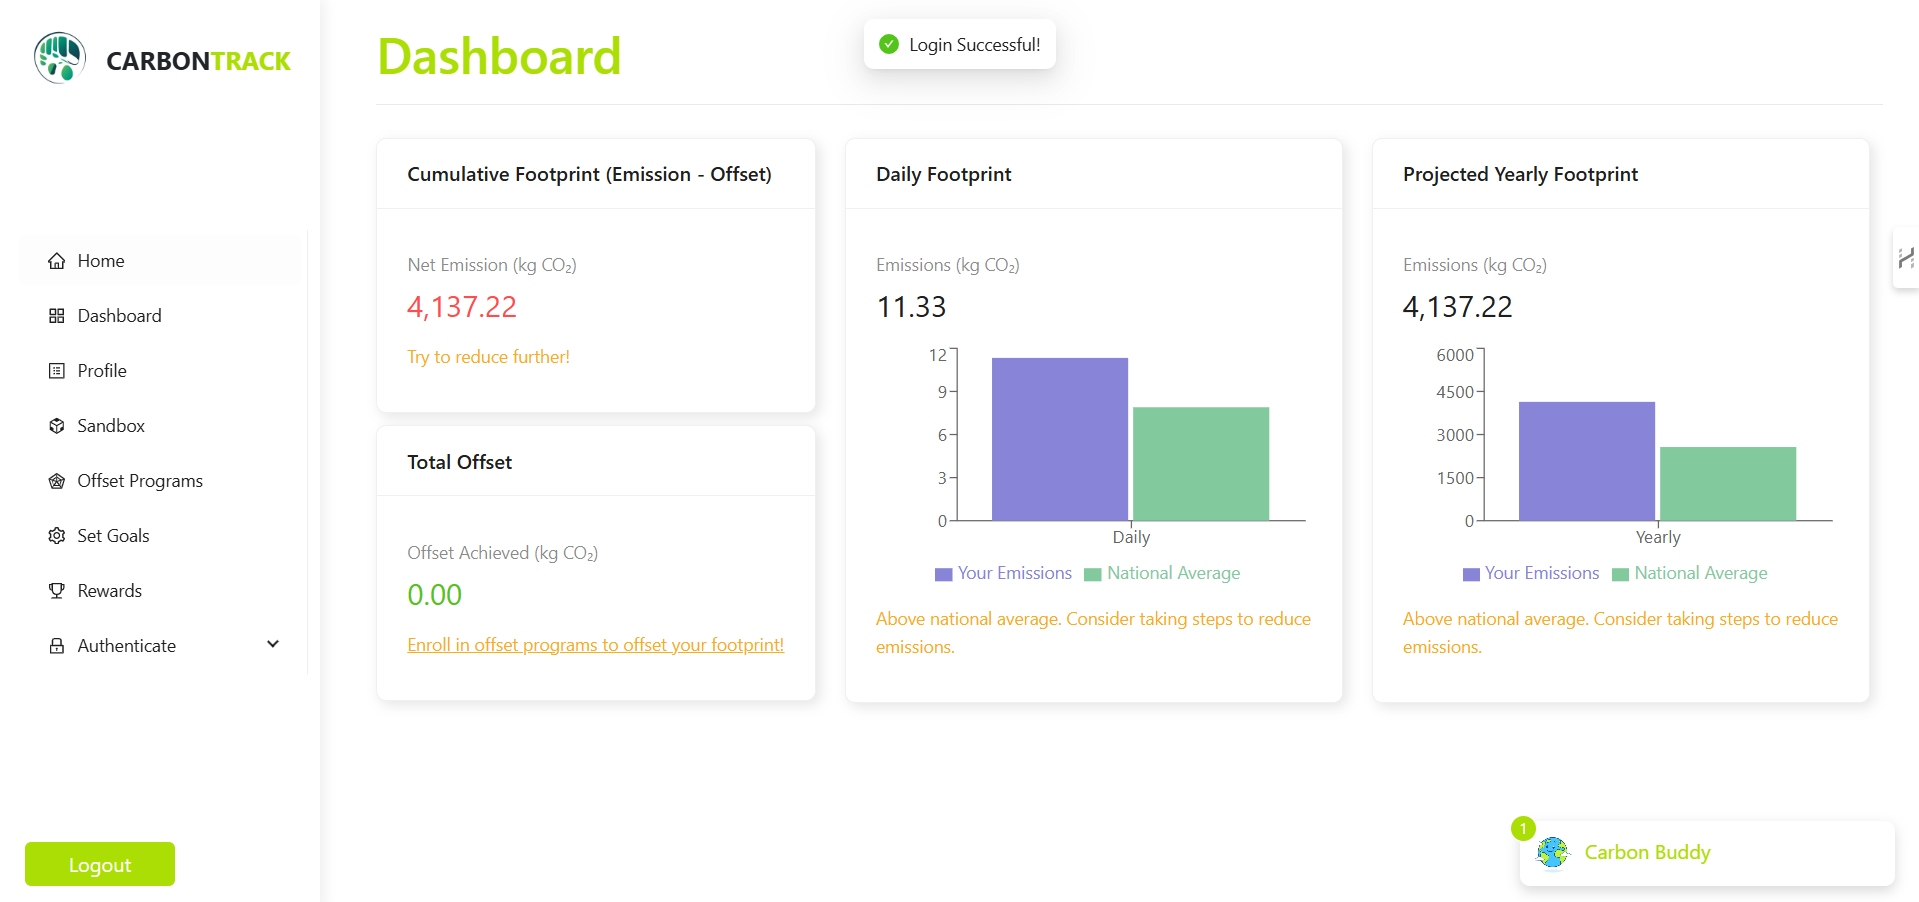 CARBONTRACK
Home
Dashboard
Profile
Sandbox
Offset Programs
Set Goals
Rewards
Authenticate
Logout
Dashboard
Login Successful!
Cumulative Footprint (Emission - Offset)
Net Emission (kg CO₂)
4,137.22
Try to reduce further!
Total Offset
Offset Achieved (kg CO₂)
0.00
Enroll in offset programs to offset your footprint!
Daily Footprint
Emissions (kg CO₂)
11.33
12
9
6
3
0
Daily
Your Emissions National Average
Above national average. Consider taking steps to reduce
emissions.
Projected Yearly Footprint
Emissions (kg CO₂)
4,137.22
6000
4500
3000
1500
0
Yearly
Your Emissions National Average
Above national average. Consider taking steps to reduce
emissions.
1
Carbon Buddy